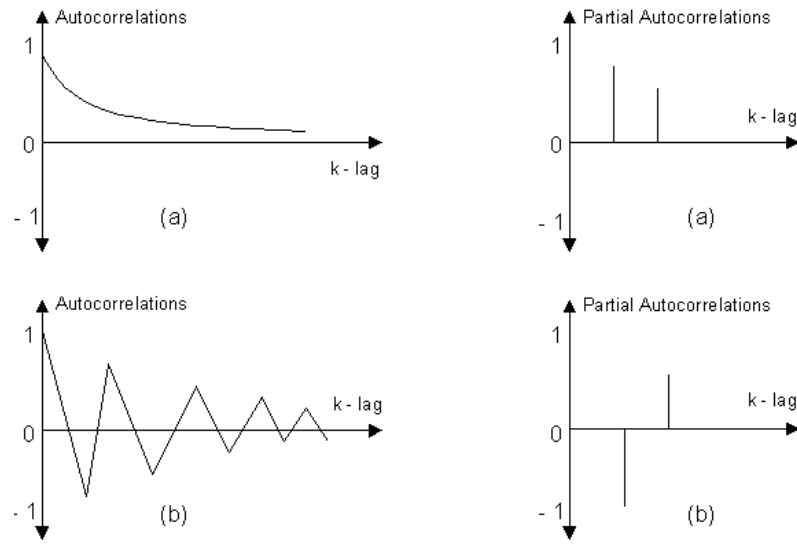 Autocorrelations
1
0
k - lag
- 1
(a)
Partial Autocorrelations
1
k - lag
0
- 1
(a)
Autocorrelations
1
k - lag
0
- 1
(b)
Partial Autocorrelations
1
k - lag
0
- 1
(b)